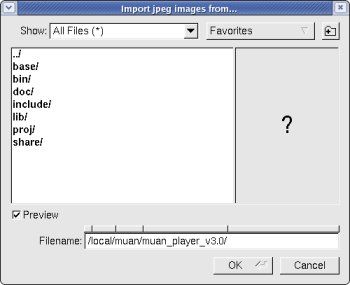 Import jpeg images from...
Show: All Files (*) Favorites
../
base/
bin/
doc/
include/
lib/
proj/
share/
?
Preview
Filename: /local/muan/muan_player_v3.0/
OK Cancel